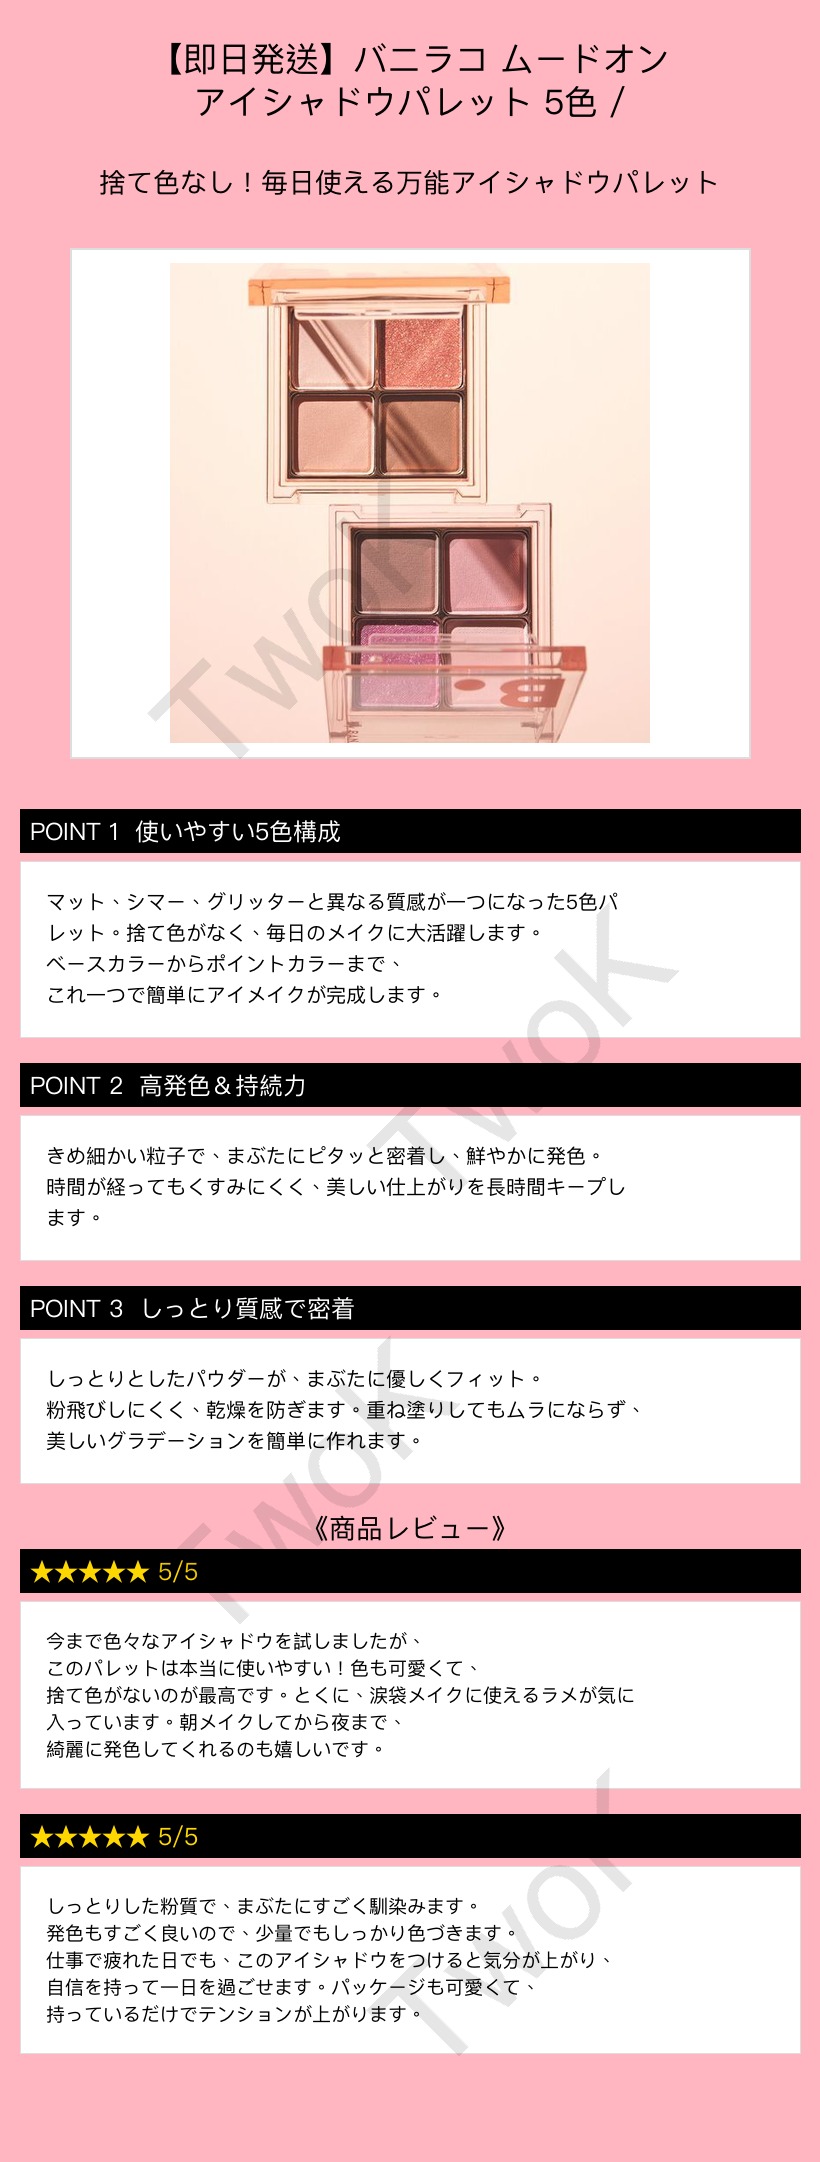 【即日発送】バニラコ ムードオン
アイシャドウパレット 5色 /
捨て色なし！毎日使える万能アイシャドウパレット
B
TwoK
POINT 1 使いやすい5色構成
マット、シマー、グリッターと異なる質感が一つになった5色パ
レット。捨て色がなく、毎日のメイクに大活躍します。
ベースカラーからポイントカラーまで、
これ一つで簡単にアイメイクが完成します。
TwoK
POINT 2 高発色＆持続力
きめ細かい粒子で、まぶたにピタッと密着し、鮮やかに発色。
時間が経ってもくすみにくく、美しい仕上がりを長時間キープし
ます。
POINT 3 しっとり質感で密着
しっとりとしたパウダーが、まぶたに優しくフィット。
粉飛びしにくく、乾燥を防ぎます。重ね塗りしてもムラにならず、
美しいグラデーションを簡単に作れます。
TwoK
《商品レビュー》
★★★★★ 5/5
今まで色々なアイシャドウを試しましたが、
このパレットは本当に使いやすい！色も可愛くて、
捨て色がないのが最高です。とくに、涙袋メイクに使えるラメが気に
入っています。朝メイクしてから夜まで、
綺麗に発色してくれるのも嬉しいです。
★★★★★ 5/5
しっとりした粉質で、まぶたにすごく馴染みます。
発色もすごく良いので、少量でもしっかり色づきます。
仕事で疲れた日でも、このアイシャドウをつけると気分が上がり、
自信を持って一日を過ごせます。パッケージも可愛くて、
持っているだけでテンションが上がります。
TwoK